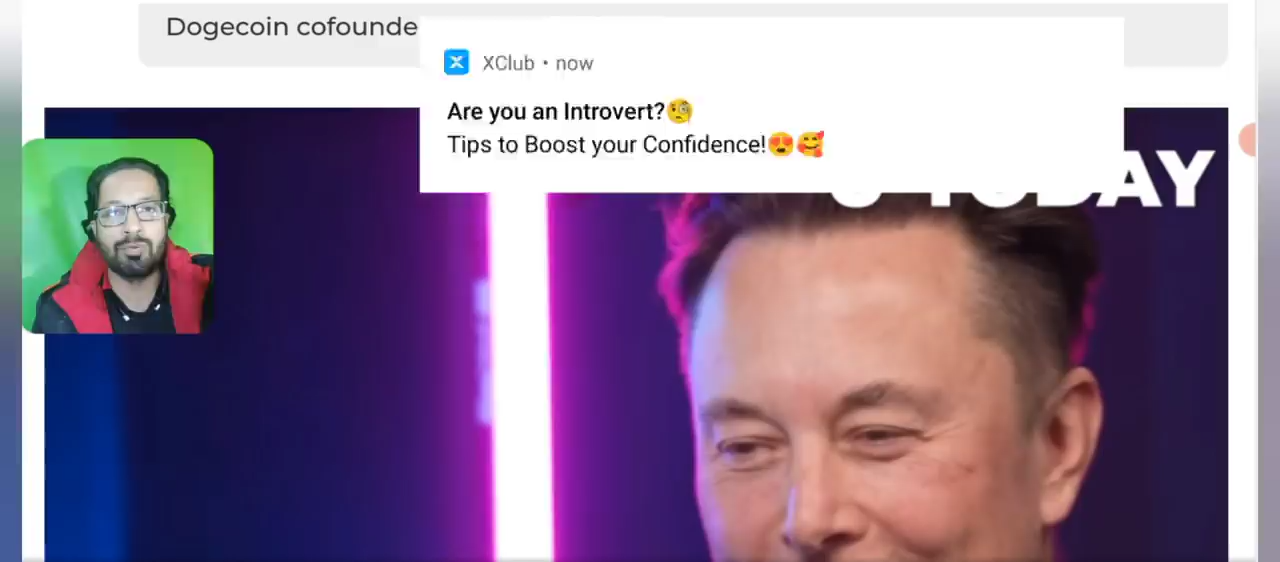 Dogecoin cofounde
XClub • now
Are you an Introvert?🧐
Tips to Boost your Confidence!😍🥰
TODAY